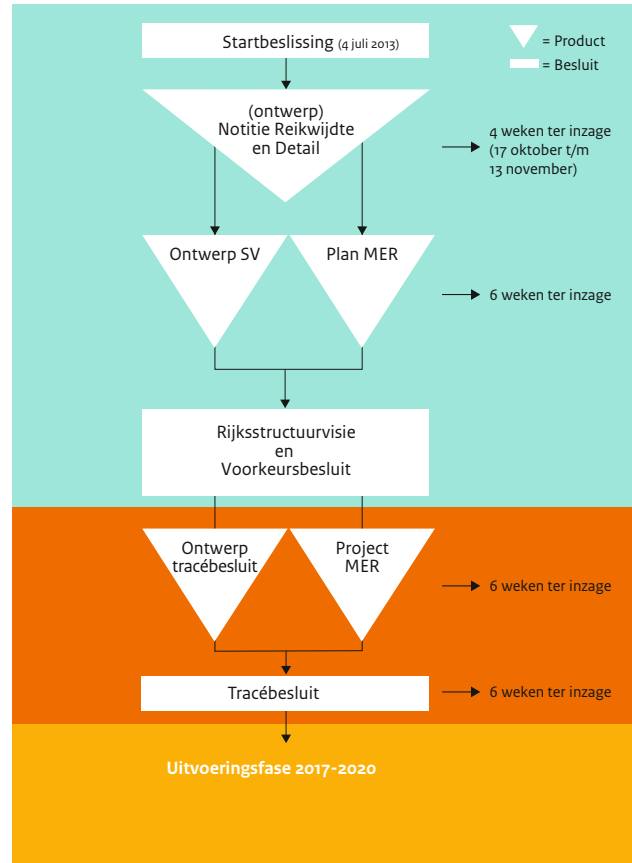 Startbeslissing (4 juli 2013)
= Product
= Besluit
(ontwerp)
Notitie Reikwijdte
en Detail
4 weken ter inzage
(17 oktober t/m
13 november)
Ontwerp SV
Plan MER
6 weken ter inzage
Rijksstructuurvisie
en
Voorkeursbesluit
Ontwerp
tracébesluit
Project
MER
6 weken ter inzage
Tracébesluit
6 weken ter inzage
Uitvoeringsfase 2017-2020